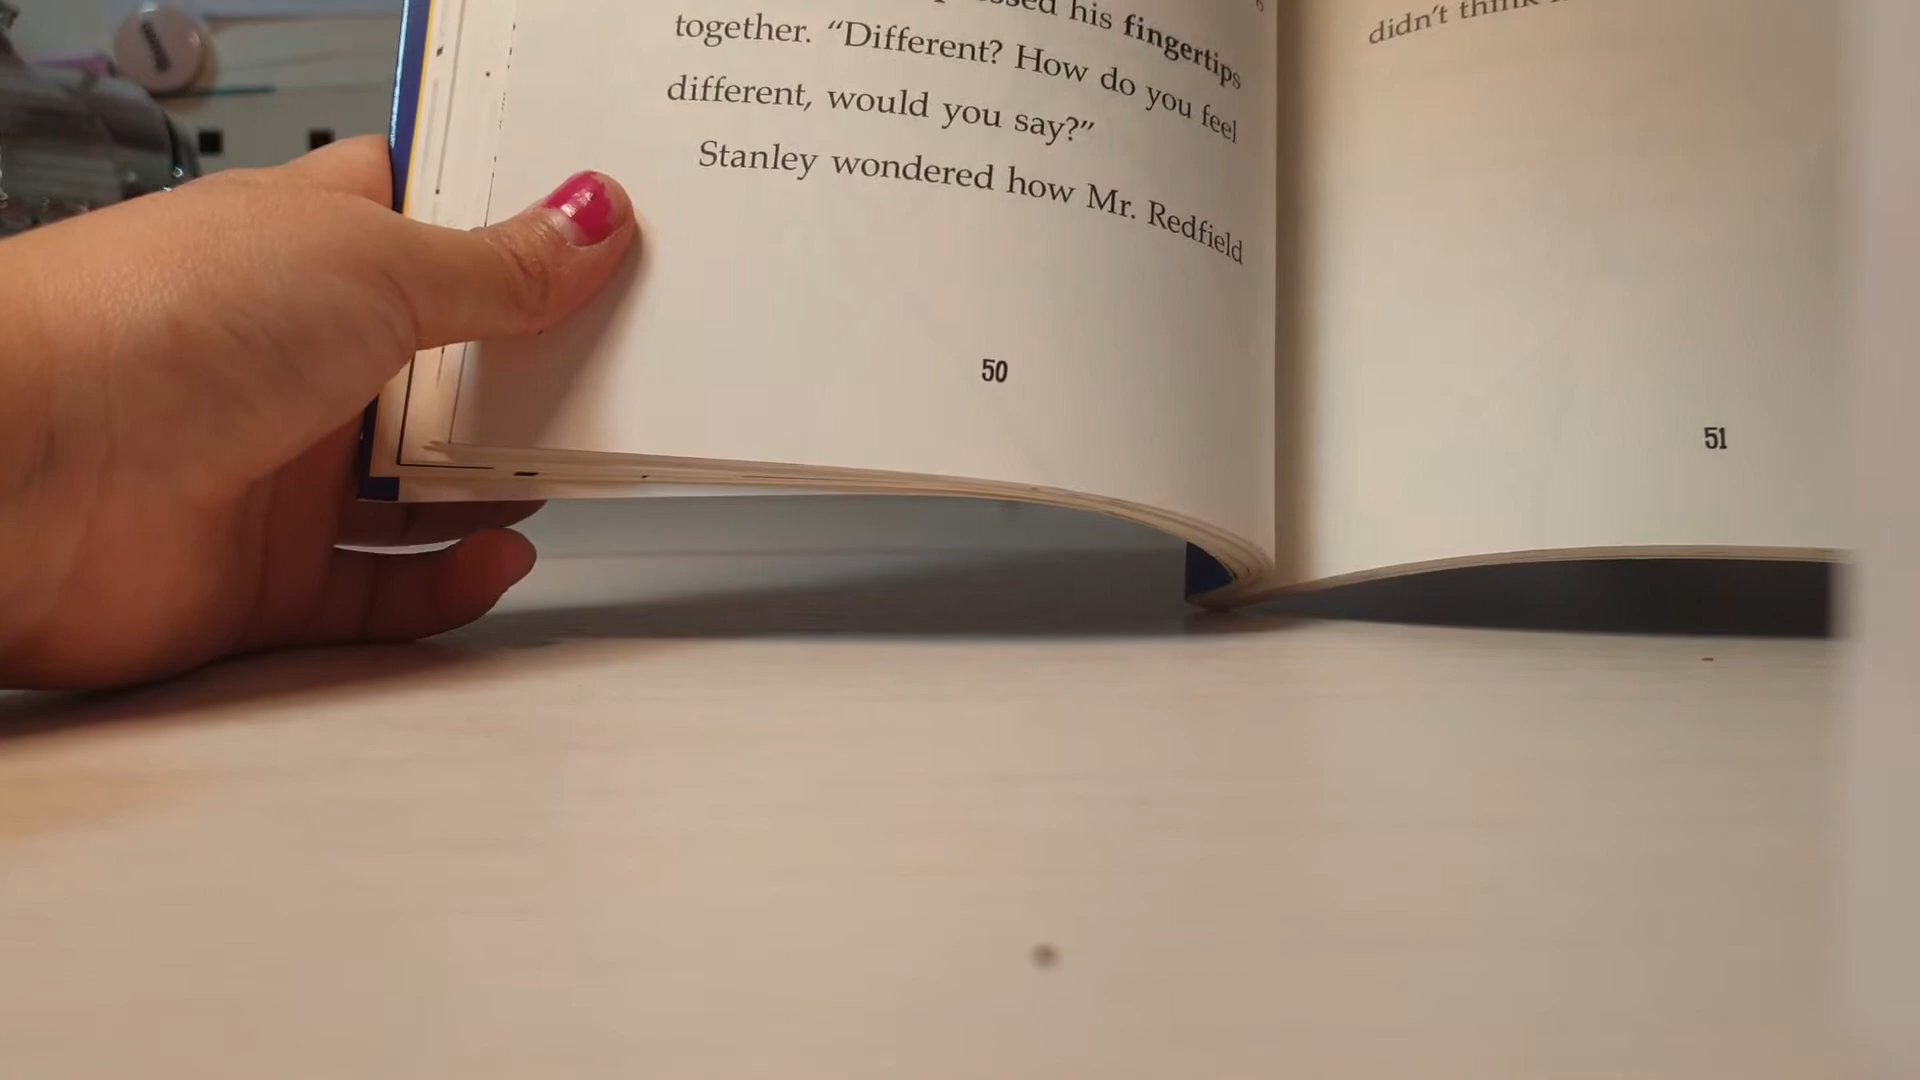 his fingertips
together. “Different? How do you feel
different, would you say?”
Stanley wondered how Mr. Redfield
50
didn't think
51